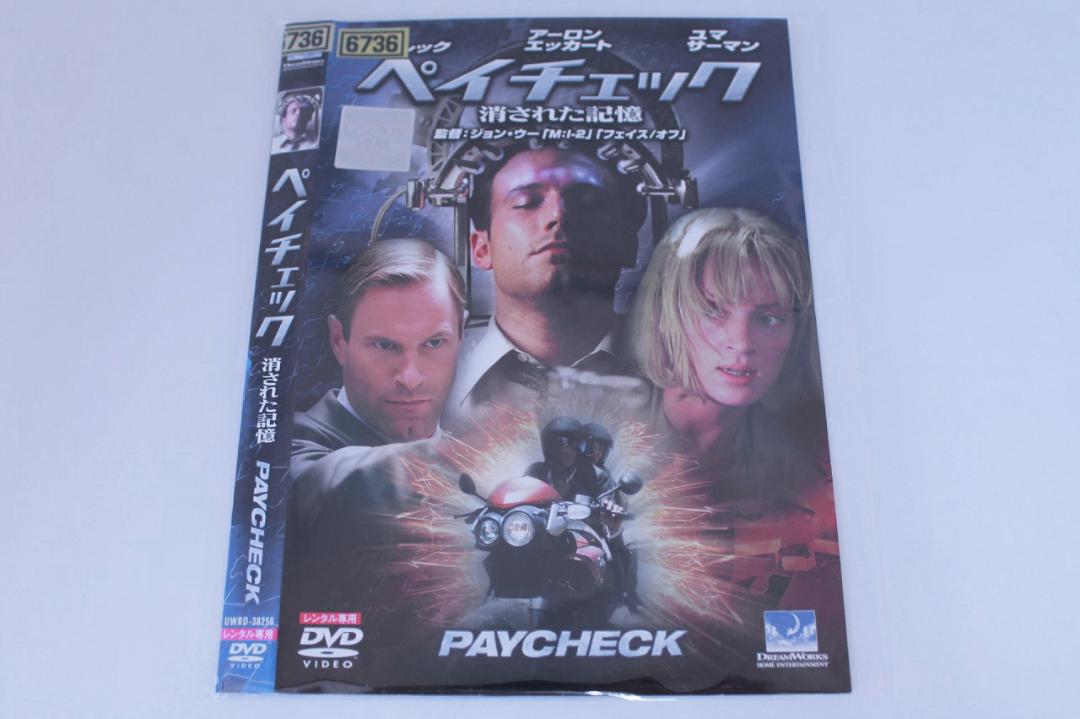 6736
アーロン
エッカート
ユマ
サーマン
ペイチェック
消された記憶
監督:ジョン・ウー「M:I-2」「フェイス/オフ」
レンタル専用
DVD
VIDEO
PAYCHECK
DREAMWORKS
HOME ENTERTAINMENT
ペイチェック
消された記憶
PAYCHECK
UWRD-38256
レンタル専用
DVD
VIDEO